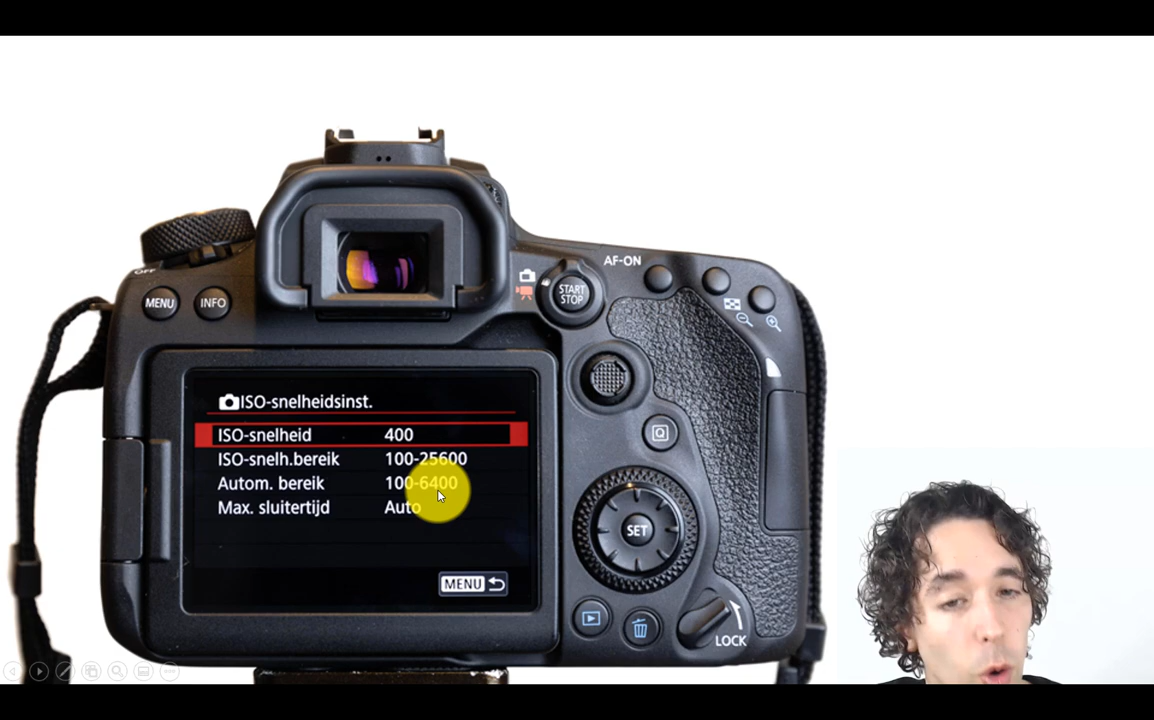 AF-ON
OFF
MENU INFO
START
STOP
ISO-snelheidsinst.
ISO-snelheid 400
ISO-snelh.bereik 100-25600
Autom. bereik 100-6400
Max. sluitertijd Auto
MENU
Q
SET
LOCK